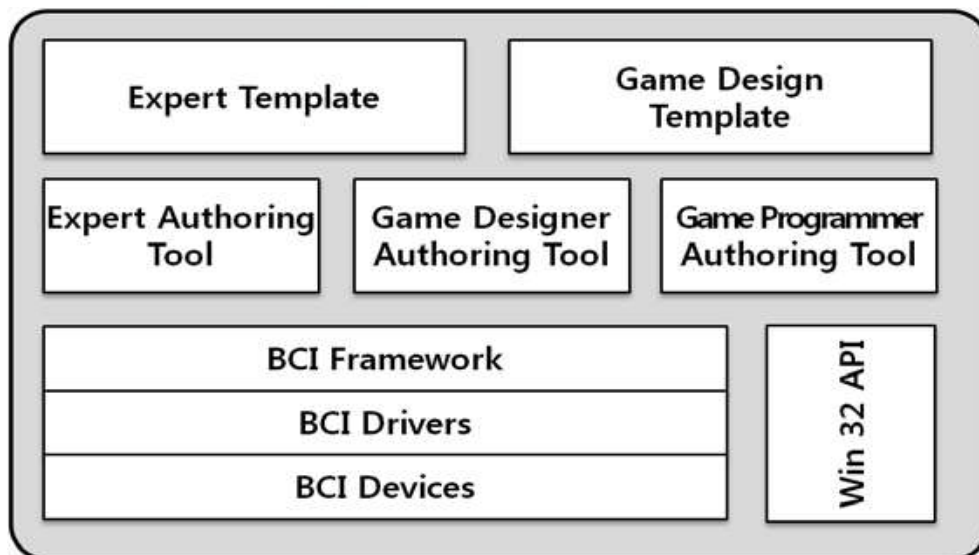 Expert Template
Game Design
Template
Expert Authoring
Tool
Game Designer
Authoring Tool
Game Programmer
Authoring Tool
BCI Framework
BCI Drivers
BCI Devices
Win 32 API